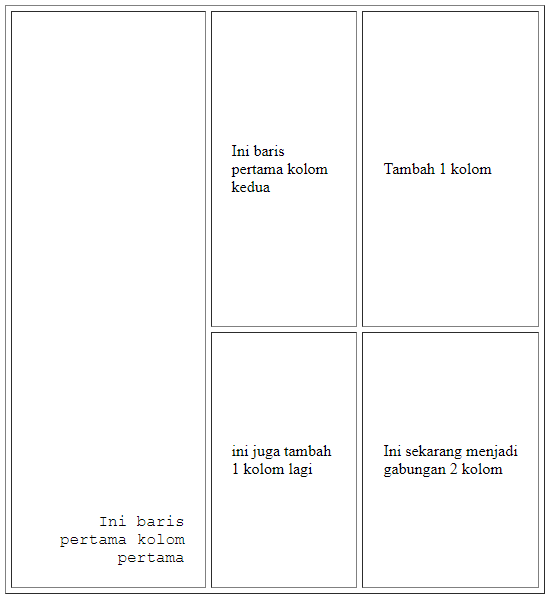 Ini baris
pertama kolom
kedua
Tambah 1 kolom
Ini baris
pertama kolom
pertama
ini juga tambah
1 kolom lagi
Ini sekarang menjadi
gabungan 2 kolom